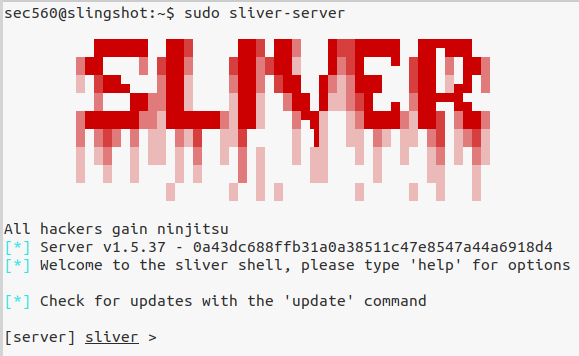 sec560@slingshot:~$ sudo sliver-server
SLIVER
All hackers gain ninjitsu
[*] Server v1.5.37 - 0a43dc688ffb31a0a38511c47e8547a44a6918d4
[*] Welcome to the sliver shell, please type 'help' for options
[*] Check for updates with the 'update' command
[server] sliver >